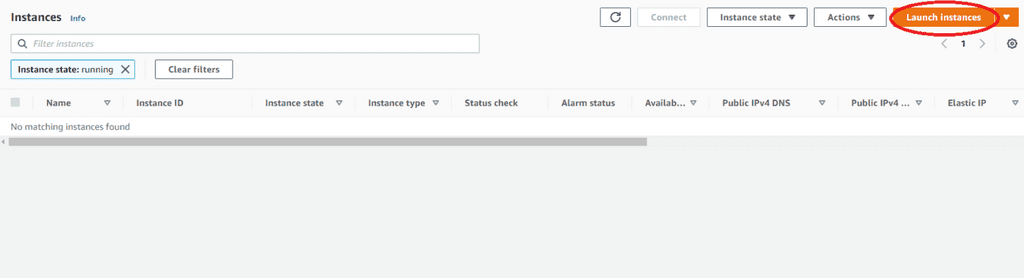 Instances Info
Connect Instance state Actions Launch instances
Filter instances
1
Instance state: running Clear filters
Name Instance ID Instance state Instance type Status check Alarm status Availab... Public IPv4 DNS Public IPv4 ... Elastic IP
No matching instances found